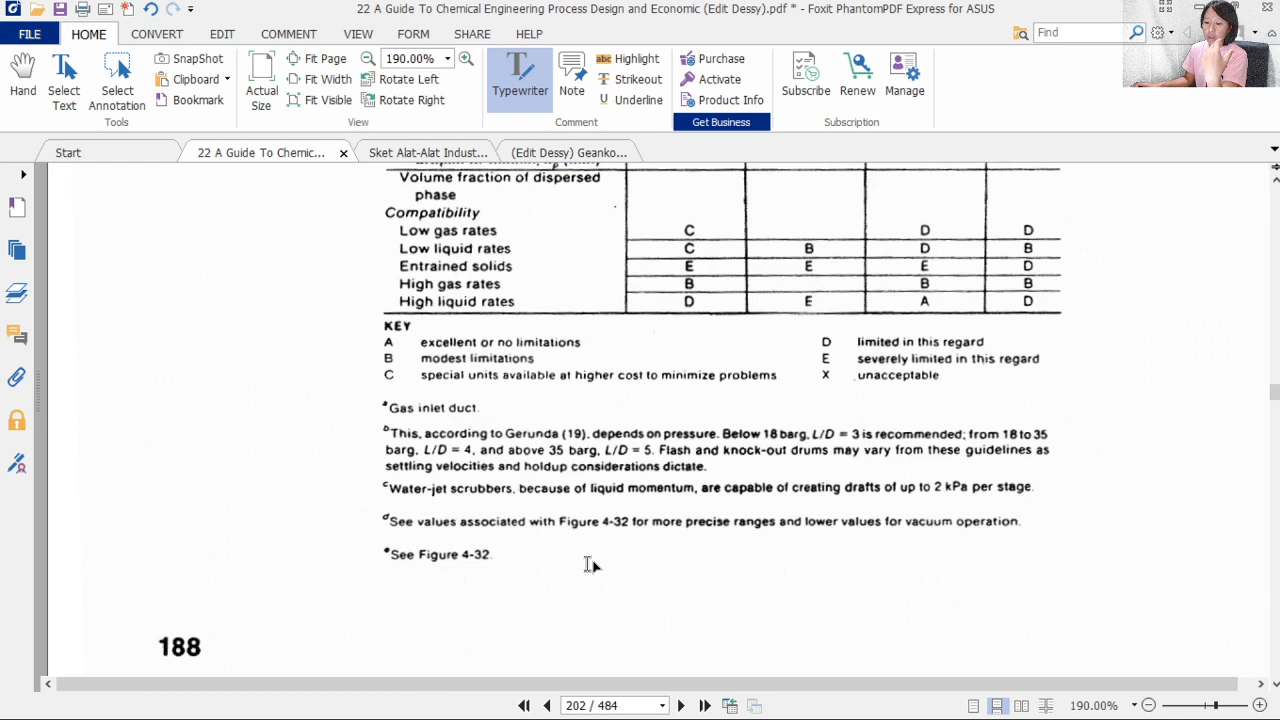 22 A Guide To Chemical Engineering Process Design and Economic (Edit Dessy).pdf * - Foxit PhantomPDF Express for ASUS
FILE HOME CONVERT EDIT COMMENT VIEW FORM SHARE HELP
Find
Hand
Select Text
Select Annotation
SnapShot
Clipboard
Bookmark
Tools
Actual Size
Fit Page
Fit Width
Fit Visible
190.00%
Rotate Left
Rotate Right
View
Typewriter
Note
Highlight
Strikeout
Underline
Comment
Purchase
Activate
Product Info
Get Business
Subscribe
Renew
Manage
Subscription
Start
22 A Guide To Chemic...
Sket Alat-Alat Indust...
(Edit Dessy) Geanko...
Volume fraction of dispersed
phase
Compatibility
Low gas rates C D D
Low liquid rates C B D B
Entrained solids E E E D
High gas rates B B B
High liquid rates D E A D
KEY
A excellent or no limitations D limited in this regard
B modest limitations E severely limited in this regard
C special units available at higher cost to minimize problems X unacceptable
a Gas inlet duct.
b This, according to Gerunda (19), depends on pressure. Below 18 barg, L/D = 3 is recommended; from 18 to 35
barg, L/D = 4, and above 35 barg, L/D = 5. Flash and knock-out drums may vary from these guidelines as
settling velocities and holdup considerations dictate.
c Water-jet scrubbers, because of liquid momentum, are capable of creating drafts of up to 2 kPa per stage.
d See values associated with Figure 4-32 for more precise ranges and lower values for vacuum operation.
e See Figure 4-32.
188
202 / 484
190.00%